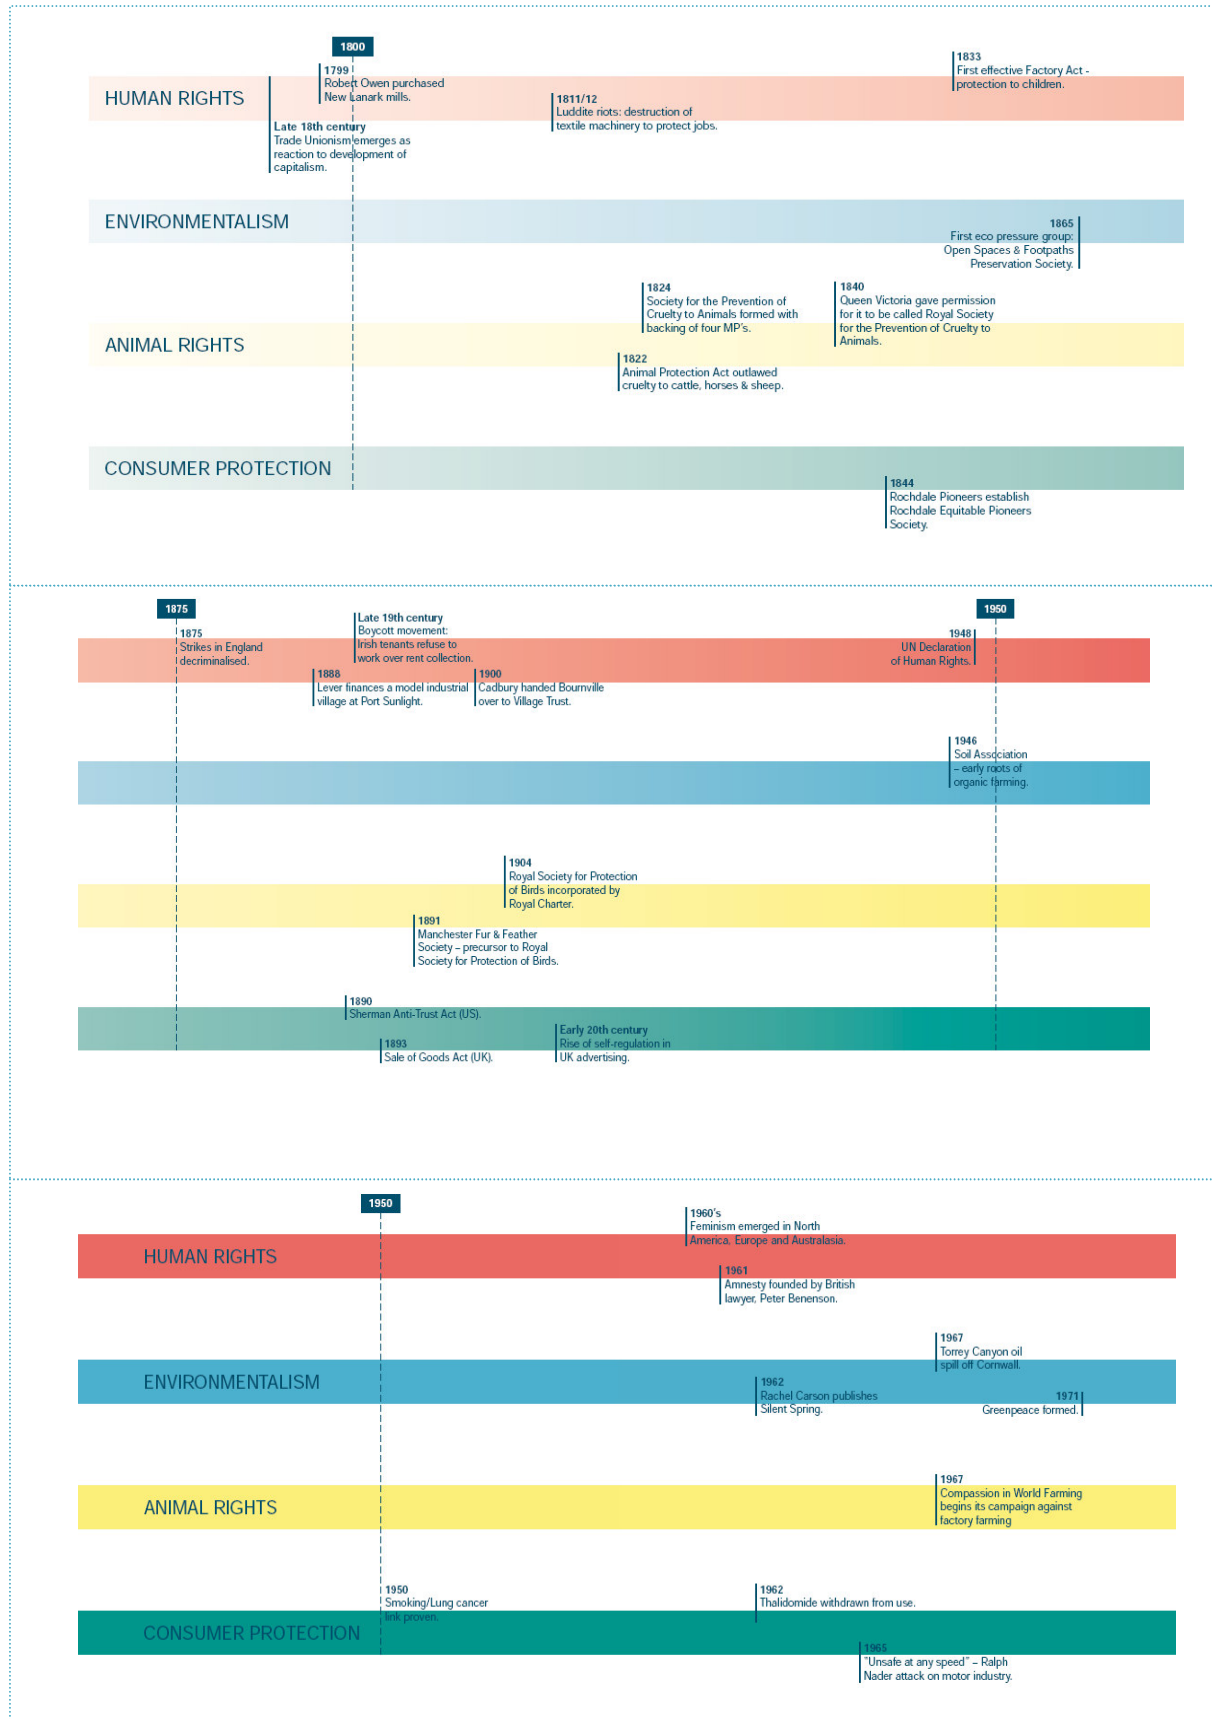 1800
1799
Robert Owen purchased
New Lanark mills.
1833
First effective Factory Act -
protection to children.
HUMAN RIGHTS
1811/12
Luddite riots: destruction of
textile machinery to protect jobs.
Late 18th century
Trade Unionism emerges as
reaction to development of
capitalism.
ENVIRONMENTALISM
1865
First eco pressure group:
Open Spaces & Footpaths
Preservation Society.
1824
Society for the Prevention of
Cruelty to Animals formed with
backing of four MP's.
1840
Queen Victoria gave permission
for it to be called Royal Society
for the Prevention of Cruelty to
Animals.
ANIMAL RIGHTS
1822
Animal Protection Act outlawed
cruelty to cattle, horses & sheep.
CONSUMER PROTECTION
1844
Rochdale Pioneers establish
Rochdale Equitable Pioneers
Society.
1875
1950
1875
Strikes in England
decriminalised.
Late 19th century
Boycott movement:
Irish tenants refuse to
work over rent collection.
1948
UN Declaration
of Human Rights.
1888
Lever finances a model industrial
village at Port Sunlight.
1900
Cadbury handed Bournville
over to Village Trust.
1946
Soil Association
– early roots of
organic farming.
1904
Royal Society for Protection
of Birds incorporated by
Royal Charter.
1891
Manchester Fur & Feather
Society – precursor to Royal
Society for Protection of Birds.
1890
Sherman Anti-Trust Act (US).
1893
Sale of Goods Act (UK).
Early 20th century
Rise of self-regulation in
UK advertising.
1950
1960's
Feminism emerged in North
America, Europe and Australasia.
HUMAN RIGHTS
1961
Amnesty founded by British
lawyer, Peter Benenson.
1967
Torrey Canyon oil
spill off Cornwall.
ENVIRONMENTALISM
1962
Rachel Carson publishes
Silent Spring.
1971
Greenpeace formed.
1967
Compassion in World Farming
begins its campaign against
factory farming
ANIMAL RIGHTS
1950
Smoking/Lung cancer
link proven.
1962
Thalidomide withdrawn from use.
CONSUMER PROTECTION
1965
"Unsafe at any speed" – Ralph
Nader attack on motor industry.